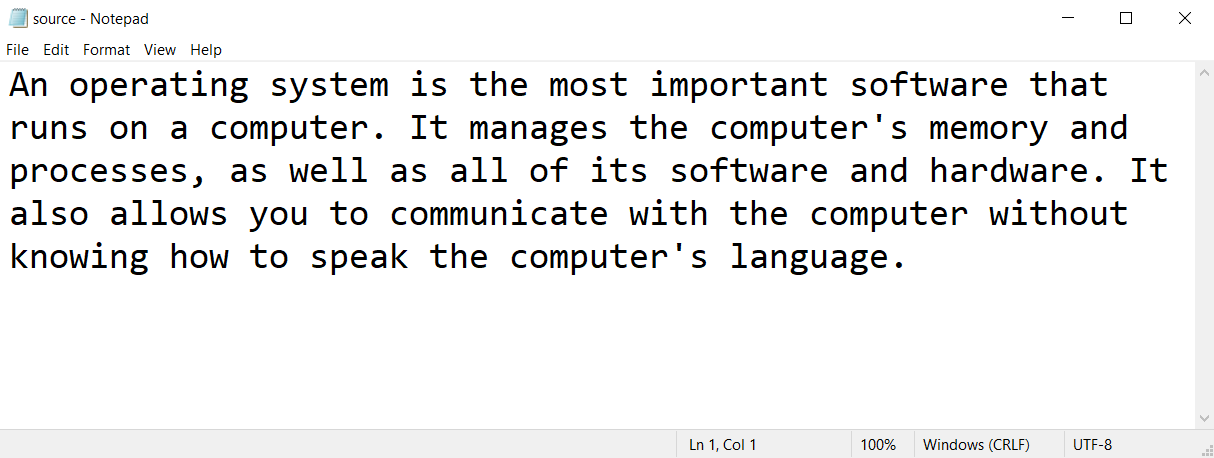 source - Notepad
File Edit Format View Help
An operating system is the most important software that
runs on a computer. It manages the computer's memory and
processes, as well as all of its software and hardware. It
also allows you to communicate with the computer without
knowing how to speak the computer's language.
Ln 1, Col 1 100% Windows (CRLF) UTF-8